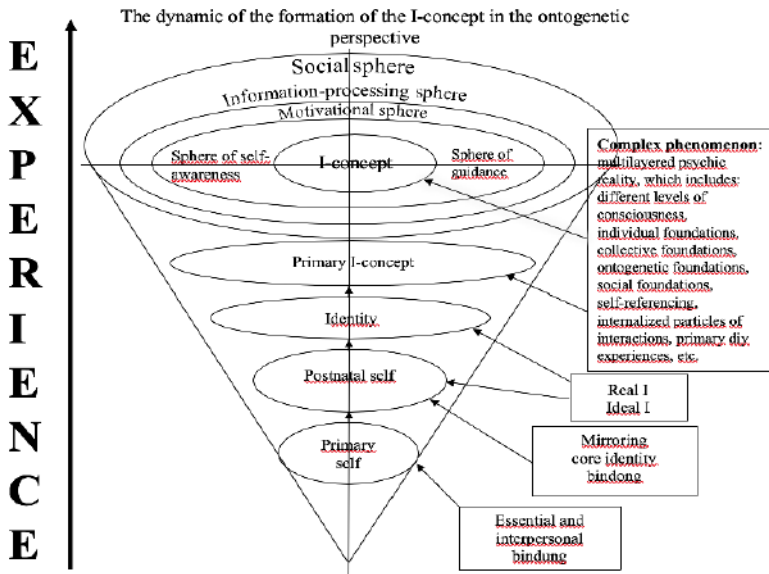 The dynamic of the formation of the I-concept in the ontogenetic
perspective
E
X
P
E
R
I
E
N
C
E
Social sphere
Information-processing sphere
Motivational sphere
Sphere of self-
awareness
I-concept
Sphere of
guidance
Primary I-concept
Identity
Postnatal self
Primary
self
Complex phenomenon:
multilayered psychic
reality, which includes:
different levels of
consciousness,
individual foundations,
collective foundations,
ontogenetic foundations,
social foundations,
self-referencing,
internalized particles of
interactions, primary diy
experiences, etc.
Real I
Ideal I
Mirroring
core identity
bindong
Essential and
interpersonal
bindung